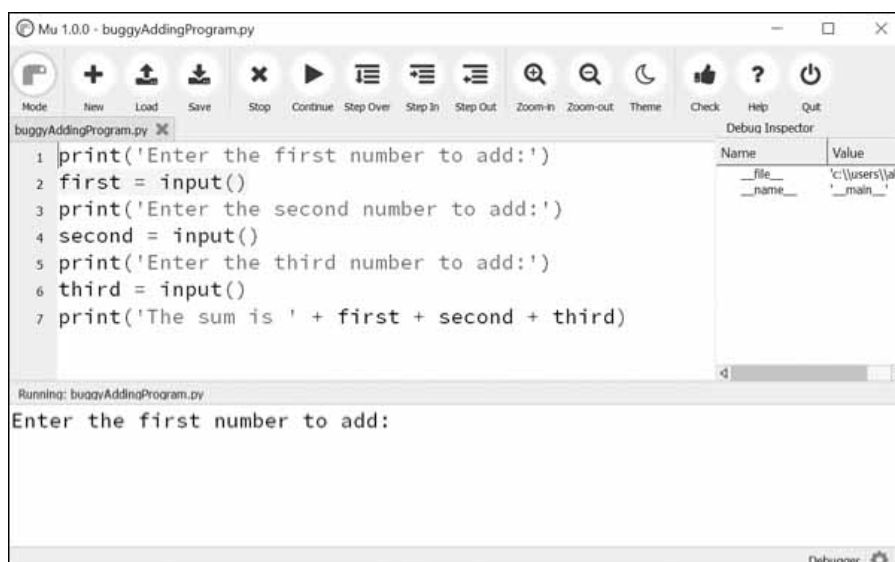 Mu 1.0.0 - buggyAddingProgram.py
Mode New Load Save Stop Continue Step Over Step In Step Out Zoom-in Zoom-out Theme Check Help Quit
buggyAddingProgram.py
Debug Inspector
1 print('Enter the first number to add:')
2 first = input()
3 print('Enter the second number to add:')
4 second = input()
5 print('Enter the third number to add:')
6 third = input()
7 print('The sum is ' + first + second + third)
Name Value
__file__ 'c:\\users\\al
__name__ '__main__'
Running: buggyAddingProgram.py
Enter the first number to add:
Debugger